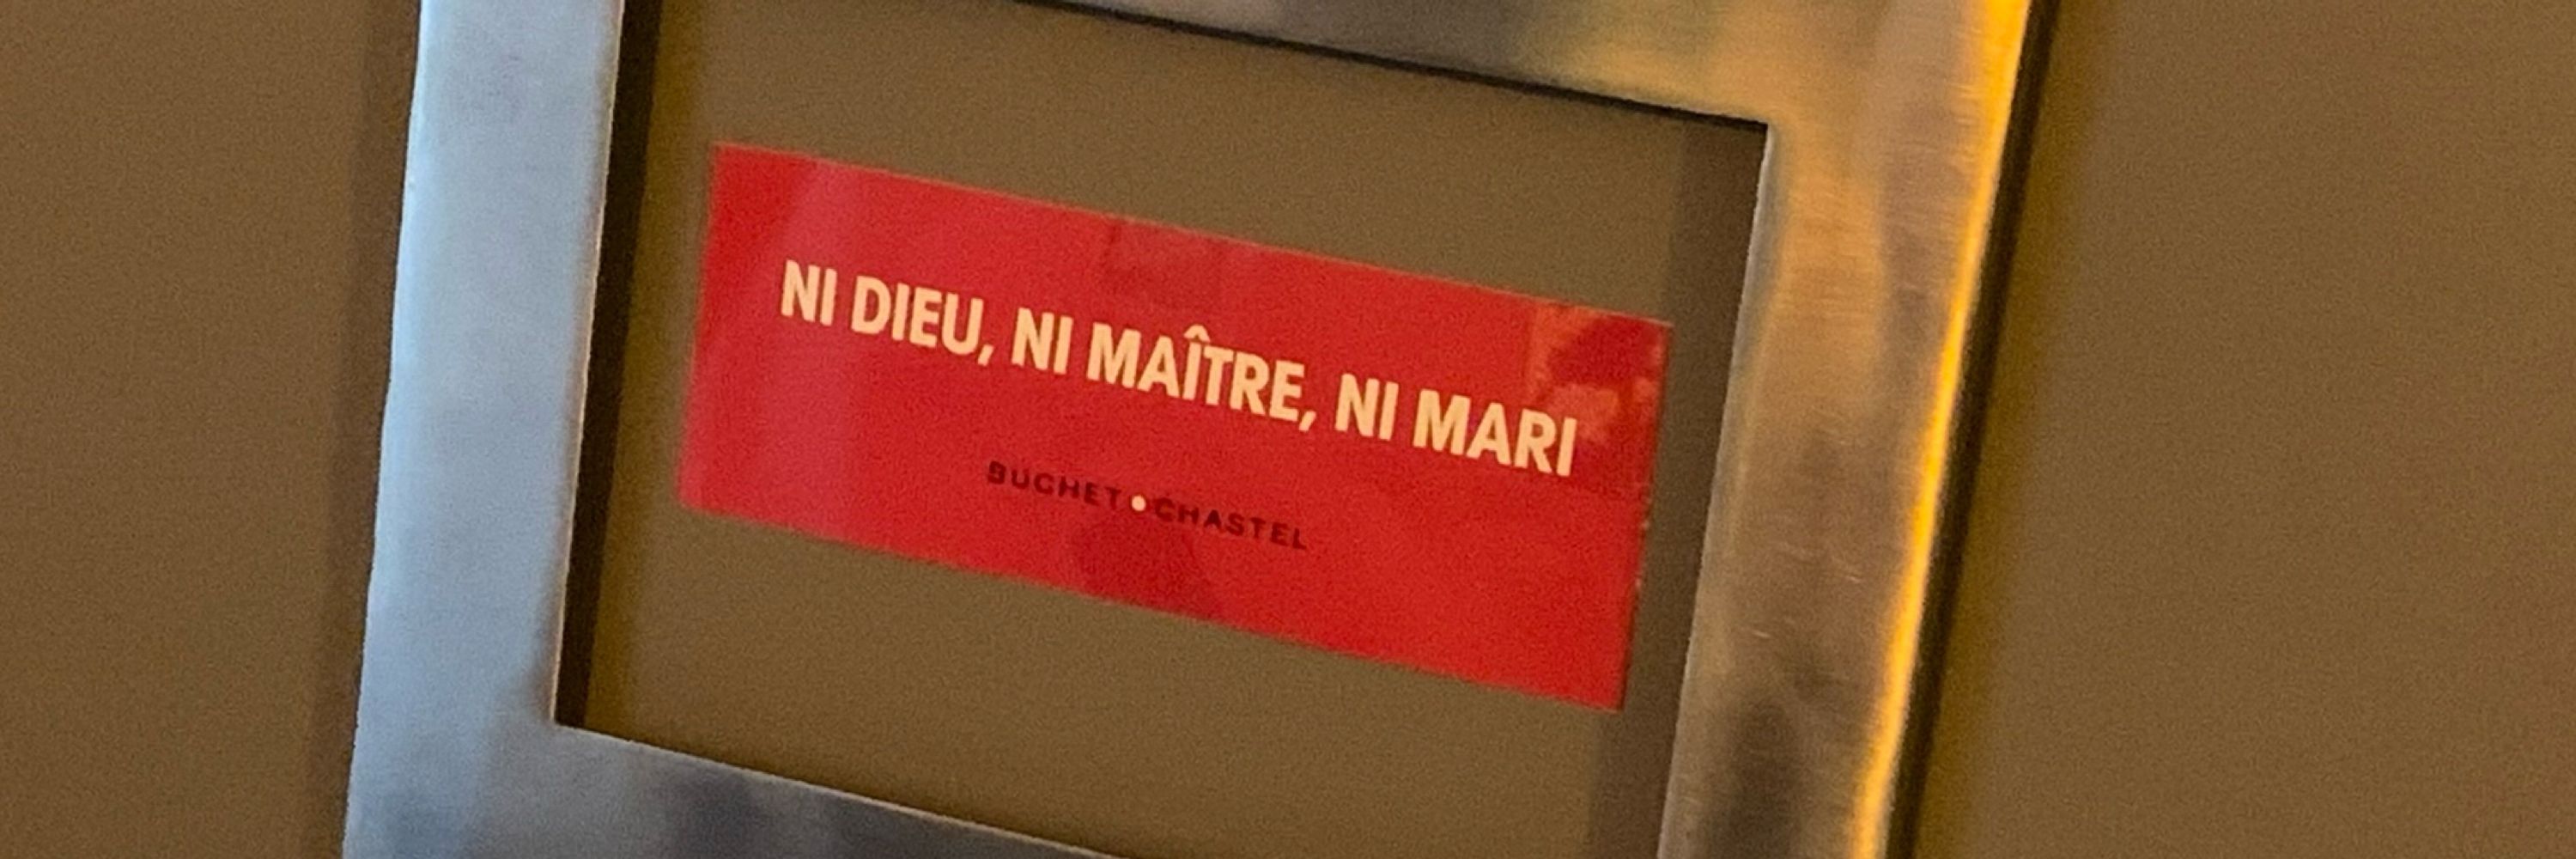 NI DIEU, NI MAÎTRE, NI MARI
BUCHET • CHASTEL